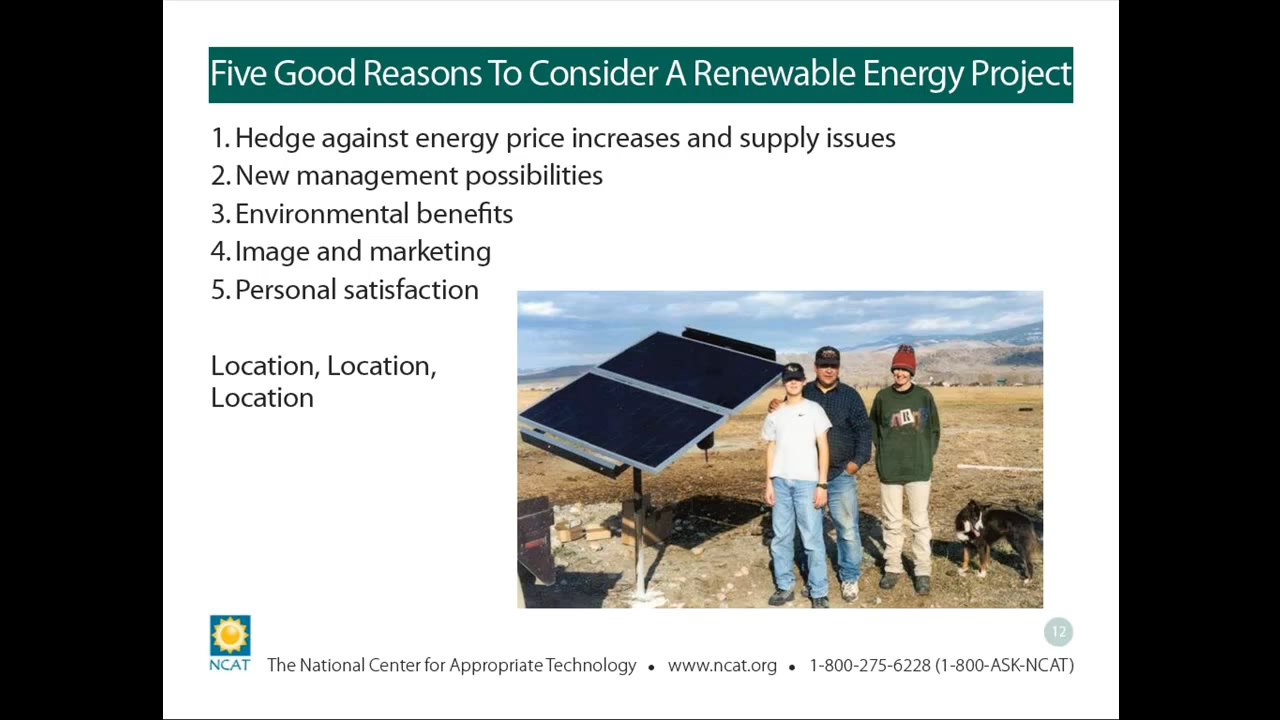 Five Good Reasons To Consider A Renewable Energy Project
1. Hedge against energy price increases and supply issues
2. New management possibilities
3. Environmental benefits
4. Image and marketing
5. Personal satisfaction
Location, Location,
Location
12
NCAT
The National Center for Appropriate Technology • www.ncat.org • 1-800-275-6228 (1-800-ASK-NCAT)